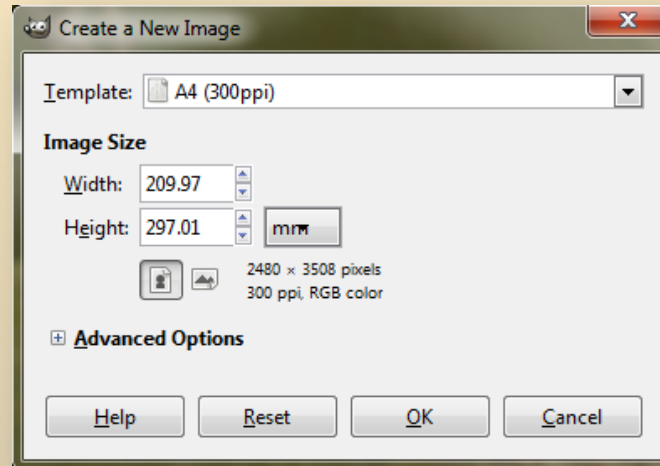 Create a New Image
Template: A4 (300ppi)
Image Size
Width: 209.97
Height: 297.01 mm
2480 × 3508 pixels
300 ppi, RGB color
Advanced Options
Help Reset OK Cancel